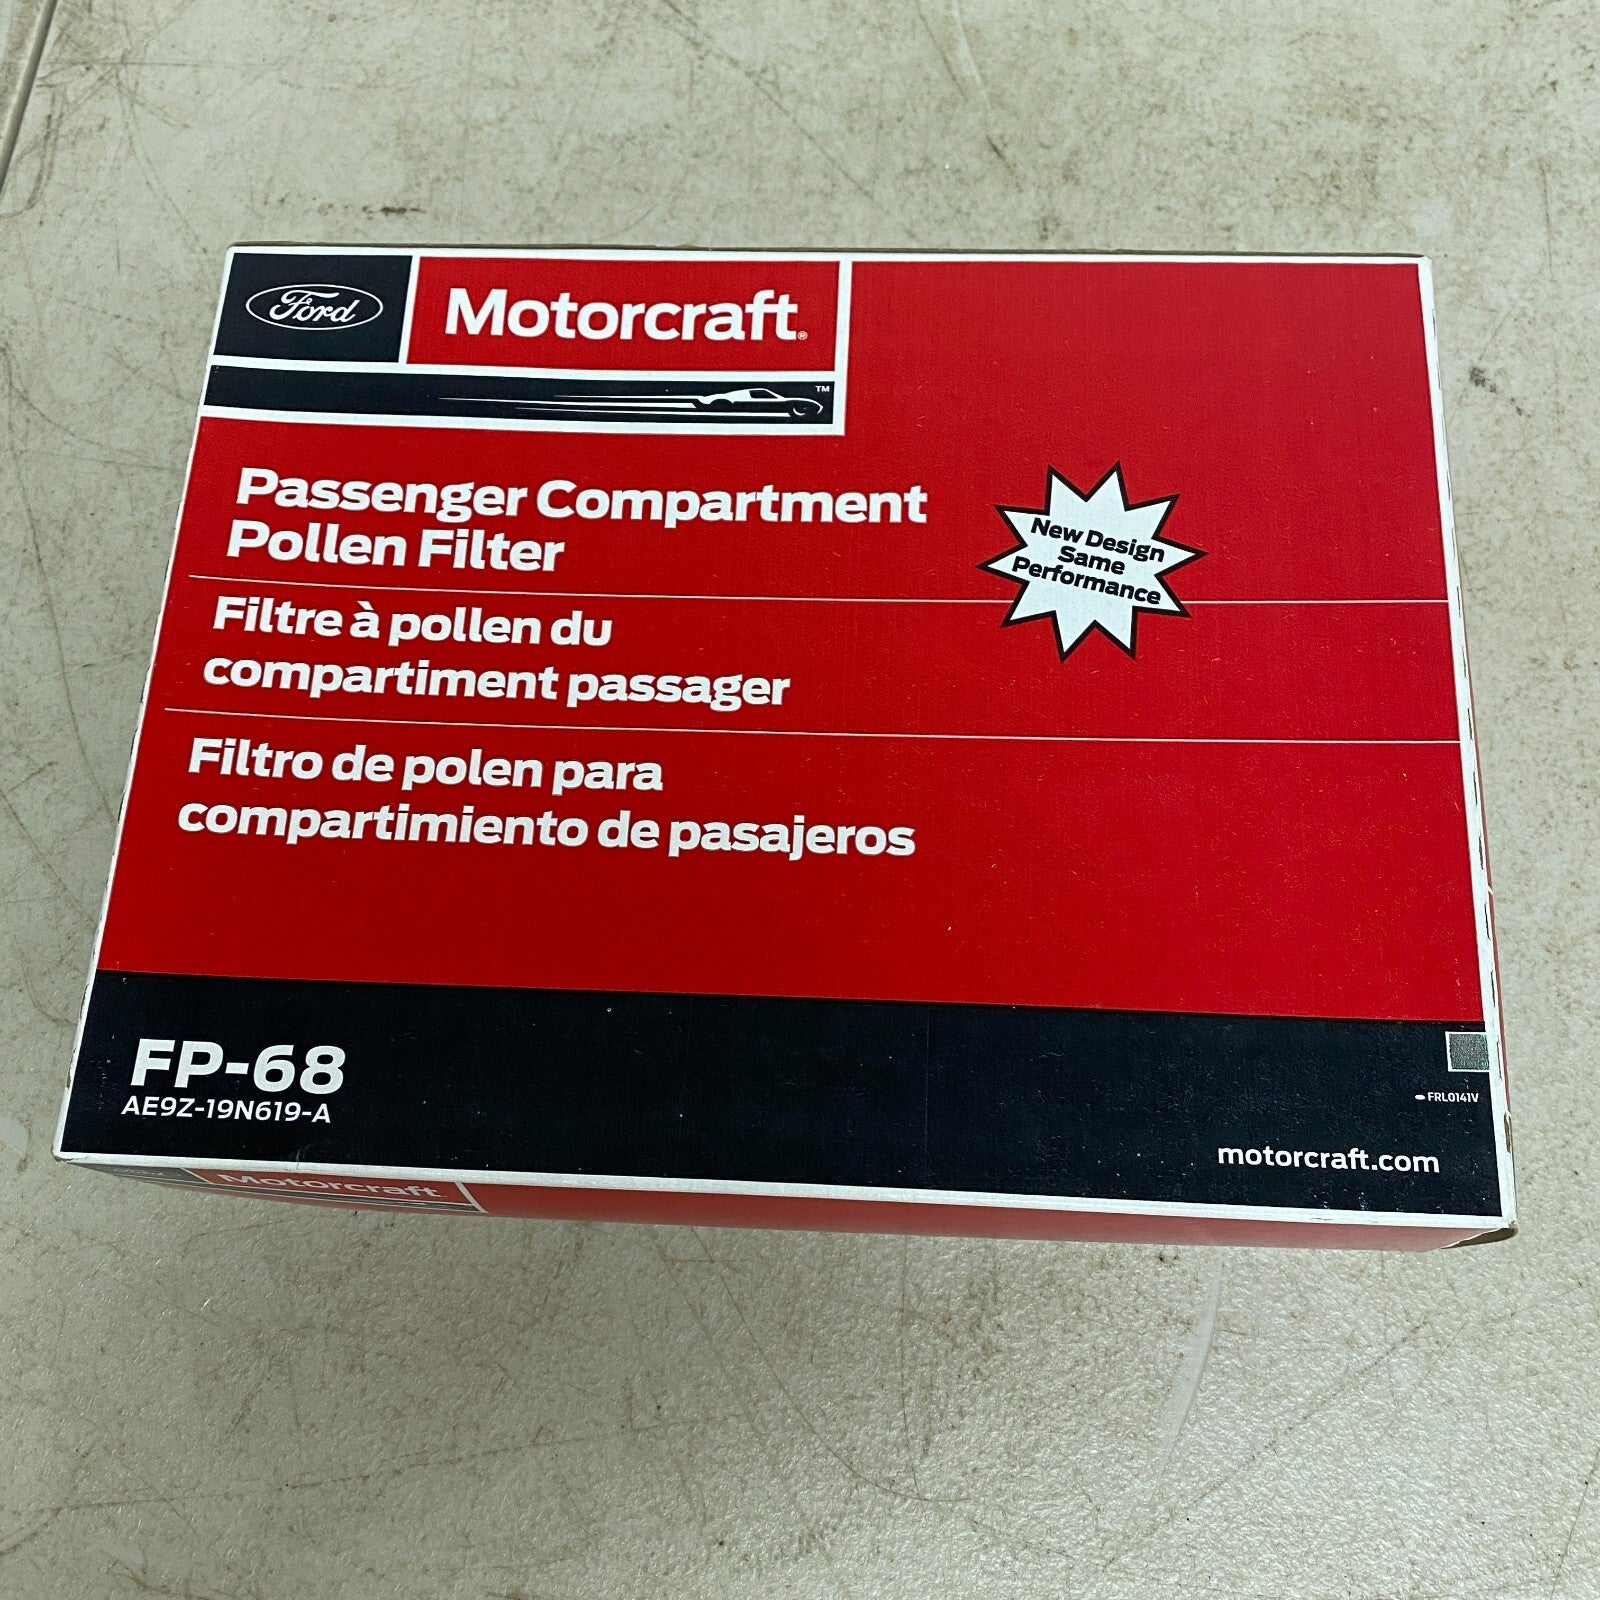 Ford
Motorcraft®
™
Passenger Compartment
Pollen Filter
New Design
Same
Performance
Filtre à pollen du
compartiment passager
Filtro de polen para
compartimiento de pasajeros
FP-68
AE9Z-19N619-A
FRL0141V
motorcraft.com
Motorcraft